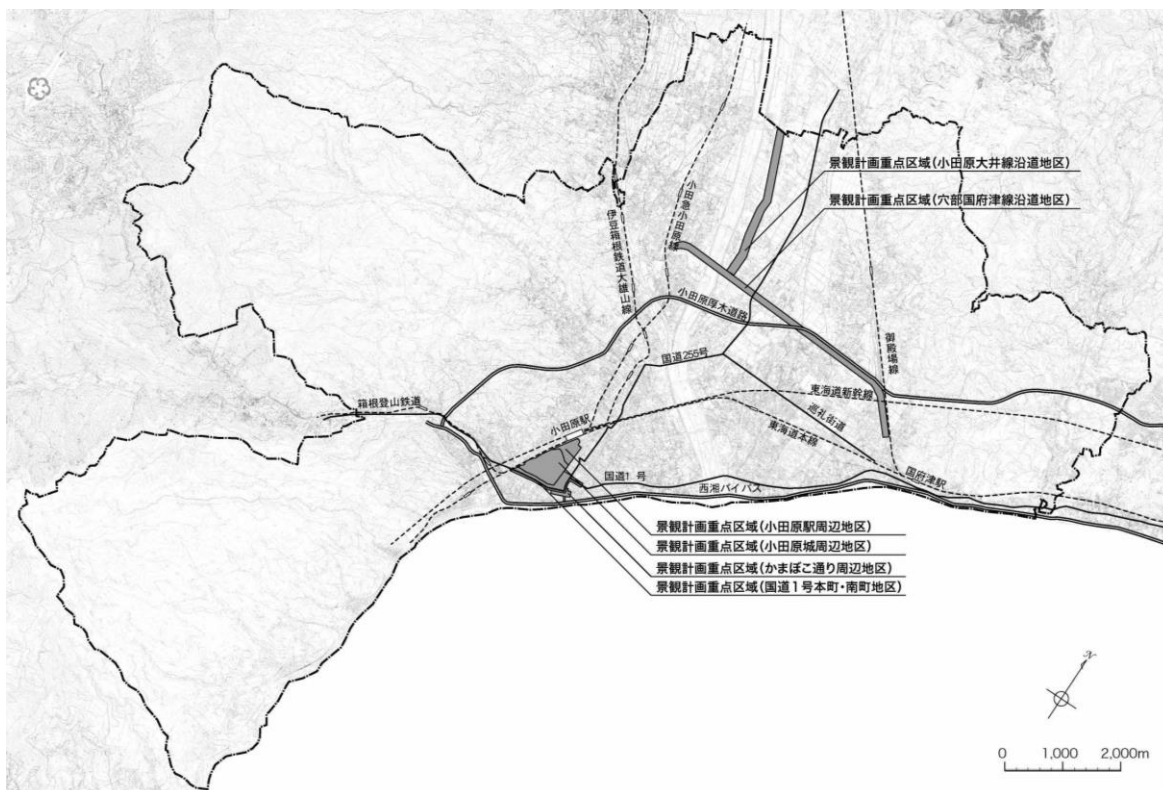 景観計画重点区域(小田原大井線沿道地区)
景観計画重点区域(穴部国府津線沿道地区)
小田急小田原線
伊豆箱根鉄道大雄山線
小田原厚木道路
国道255号
御殿場線
東海道新幹線
箱根登山鉄道
小田原駅
巡礼街道
東海道本線
国道1号
西湘バイパス
国府津駅
景観計画重点区域(小田原駅周辺地区)
景観計画重点区域(小田原城周辺地区)
景観計画重点区域(かまぼこ通り周辺地区)
景観計画重点区域(国道1号本町・南町地区)
N
0 1,000 2,000m